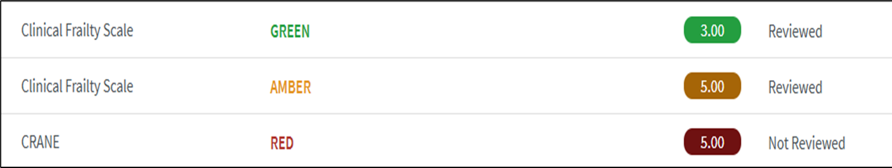 Clinical Frailty Scale GREEN 3.00 Reviewed
Clinical Frailty Scale AMBER 5.00 Reviewed
CRANE RED 5.00 Not Reviewed